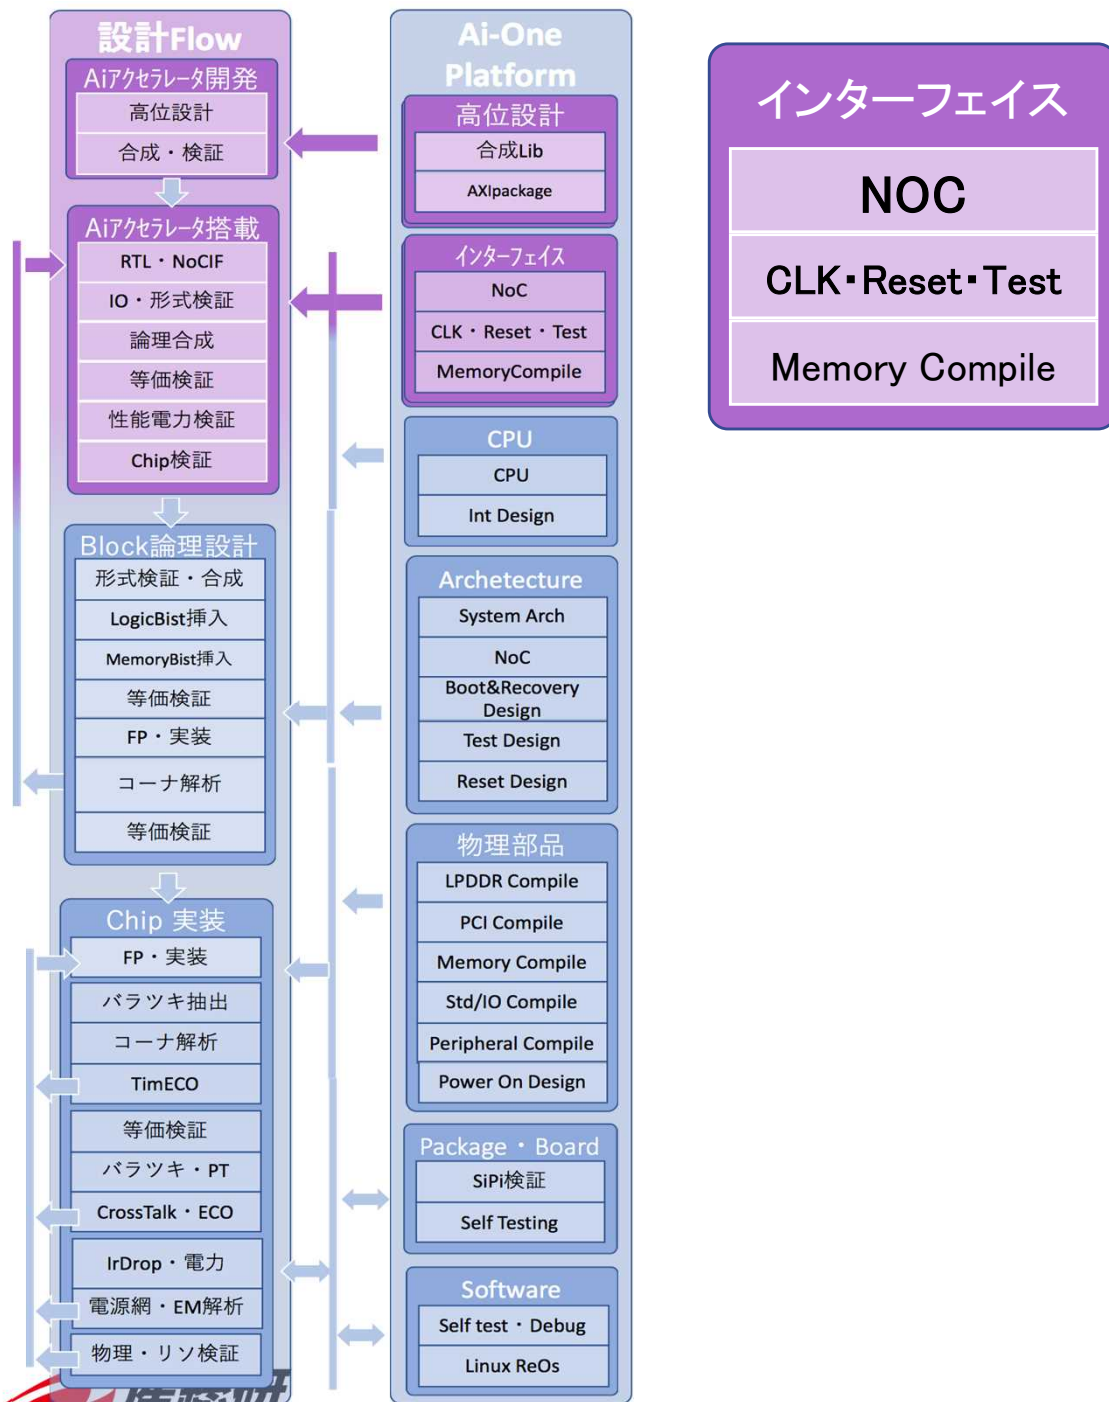 設計Flow
Aiアクセラレータ開発
高位設計
合成・検証
Aiアクセラレータ搭載
RTL・NoCIF
IO・形式検証
論理合成
等価検証
性能電力検証
Chip検証
Block論理設計
形式検証・合成
LogicBist挿入
MemoryBist挿入
等価検証
FP・実装
コーナ解析
等価検証
Chip 実装
FP・実装
バラツキ抽出
コーナ解析
TimECO
等価検証
バラツキ・PT
CrossTalk・ECO
IrDrop・電力
電源網・EM解析
物理・リソ検証
Ai-One
Platform
高位設計
合成Lib
AXIpackage
インターフェイス
NoC
CLK・Reset・Test
MemoryCompile
CPU
CPU
Int Design
Archetecture
System Arch
NoC
Boot&Recovery
Design
Test Design
Reset Design
物理部品
LPDDR Compile
PCI Compile
Memory Compile
Std/IO Compile
Peripheral Compile
Power On Design
Package・Board
SiPi検証
Self Testing
Software
Self test・Debug
Linux ReOs
インターフェイス
NOC
CLK・Reset・Test
Memory Compile